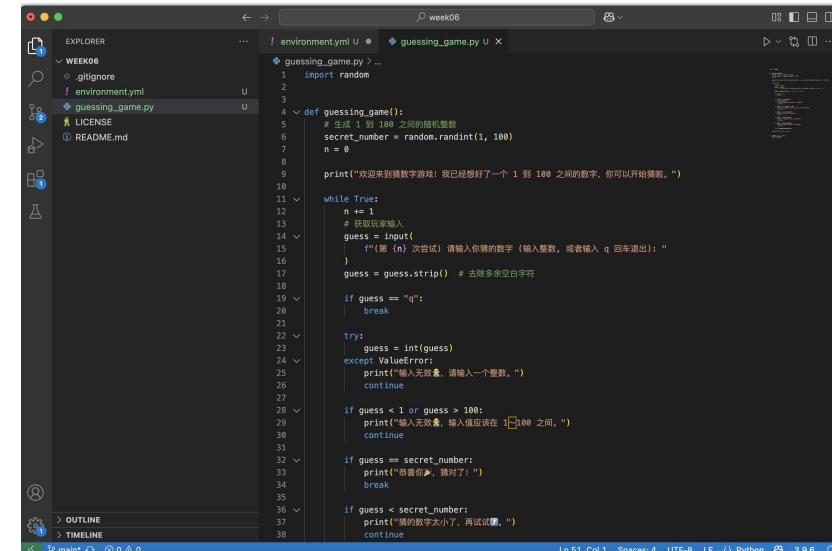 week06
EXPLORER
environment.yml U
guessing_game.py U
WEEK06
.gitignore
environment.yml U
guessing_game.py U
LICENSE
README.md
guessing_game.py > ...
1 import random
2
3
4 def guessing_game():
5 # 生成 1 到 100 之间的随机整数
6 secret_number = random.randint(1, 100)
7 n = 0
8
9 print("欢迎来到猜数字游戏！我已经想好了一个 1 到 100 之间的数字，你可以开始猜啦。")
10
11 while True:
12 n += 1
13 # 获取玩家输入
14 guess = input(
15 f"(第 {n} 次尝试) 请输入你猜的数字 (输入整数, 或者输入 q 回车退出): "
16 )
17 guess = guess.strip() # 去除多余空白字符
18
19 if guess == "q":
20 break
21
22 try:
23 guess = int(guess)
24 except ValueError:
25 print("输入无效🙅，请输入一个整数。")
26 continue
27
28 if guess < 1 or guess > 100:
29 print("输入无效🙅，输入值应该在 1～100 之间。")
30 continue
31
32 if guess == secret_number:
33 print("恭喜你🎉，猜对了！")
34 break
35
36 if guess < secret_number:
37 print("猜的数字太小了，再试试⤴️。")
38 continue
OUTLINE
TIMELINE
main* 0 0 Ln 51, Col 1 Spaces: 4 UTF-8 LF Python 3.9.6